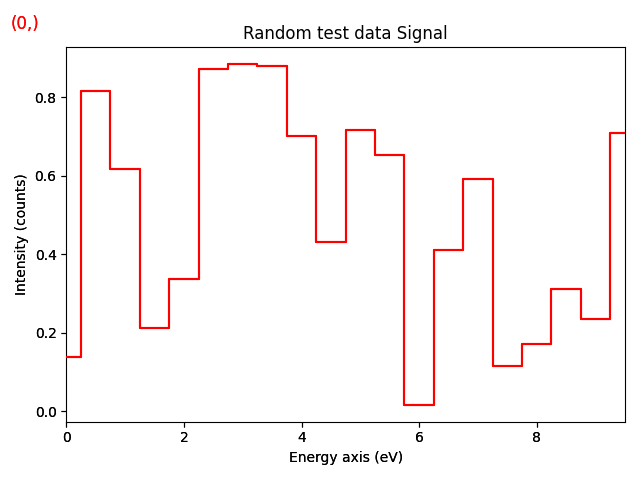 (0,)
Random test data Signal
Intensity (counts)
0.8
0.6
0.4
0.2
0.0
0 2 4 6 8
Energy axis (eV)